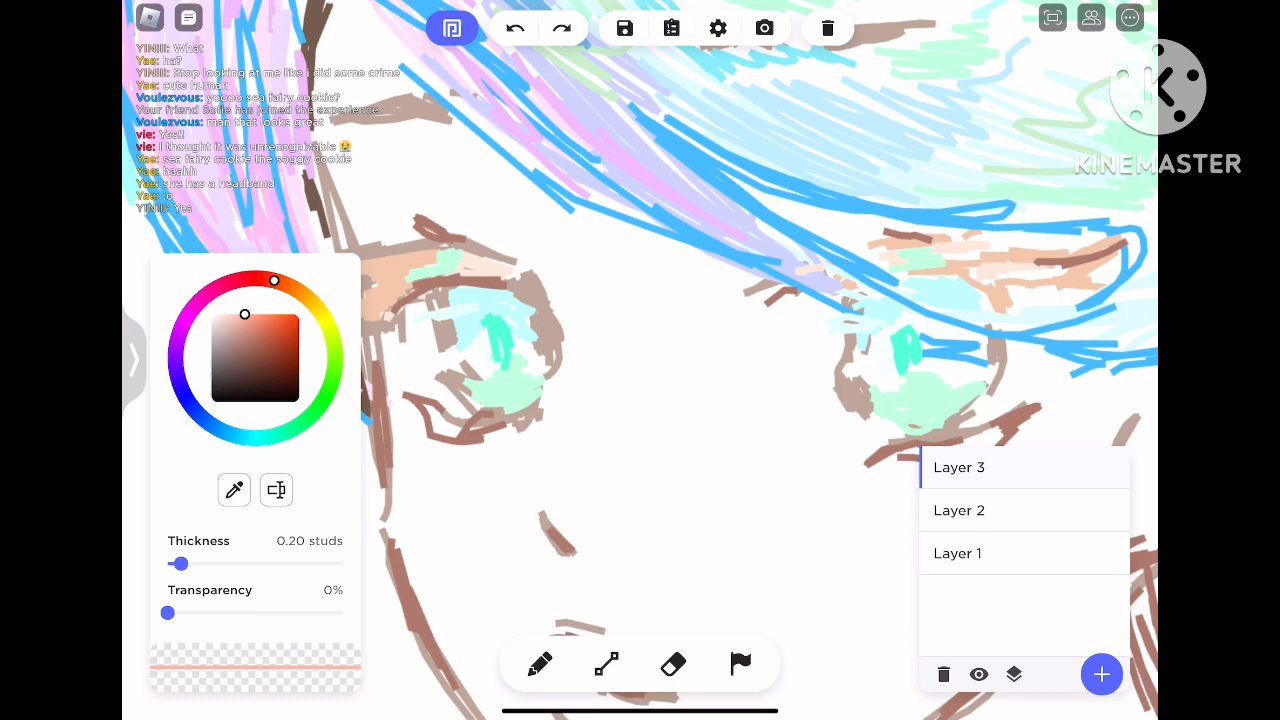 YINIII: What
Yae: ha?
YINIII: Stop looking at me like i did some crime
Yae: cute human
Voulezvous: yoooo sea fairy cookie?
Your friend Sofie has joined the experience.
Voulezvous: man that looks great
vie: Yes!!
vie: I thought it was unrecognizable 😭
Yae: sea fairy cookie the soggy cookie
Yae: haahh
Yae: she has a headband
Yae: :o
YINIII: Yes
KINEMASTER
Thickness 0.20 studs
Transparency 0%
Layer 3
Layer 2
Layer 1